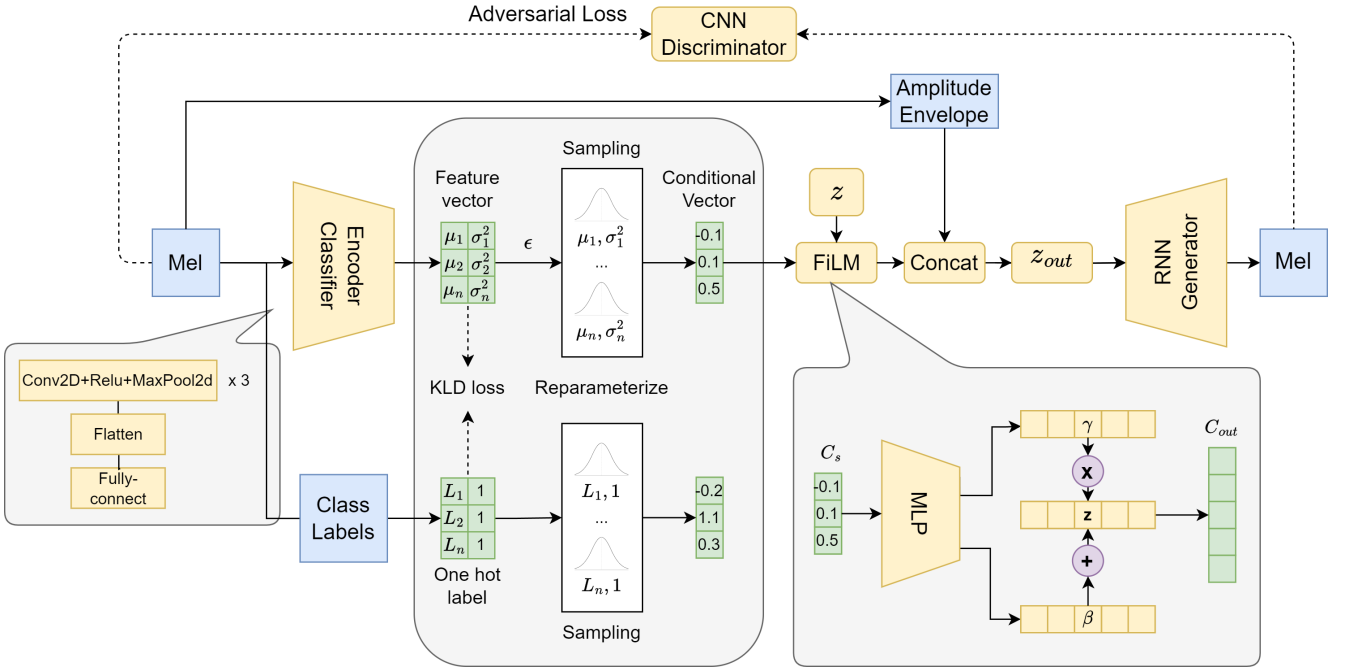 Adversarial Loss
CNN
Discriminator
Amplitude
Envelope
Mel
Encoder
Classifier
Feature
vector
μ₁ σ₁²
μ₂ σ₂²
μₙ σₙ²
ϵ
Sampling
μ₁, σ₁²
...
μₙ, σₙ²
Conditional
Vector
-0.1
0.1
0.5
z
FiLM
Concat
z_out
RNN
Generator
Mel
Conv2D+Relu+MaxPool2d x 3
Flatten
Fully-
connect
KLD loss
Reparameterize
Class
Labels
L₁ 1
L₂ 1
Lₙ 1
One hot
label
L₁, 1
...
Lₙ, 1
Sampling
-0.2
1.1
0.3
C_s
-0.1
0.1
0.5
MLP
γ
x
z
+
β
C_out